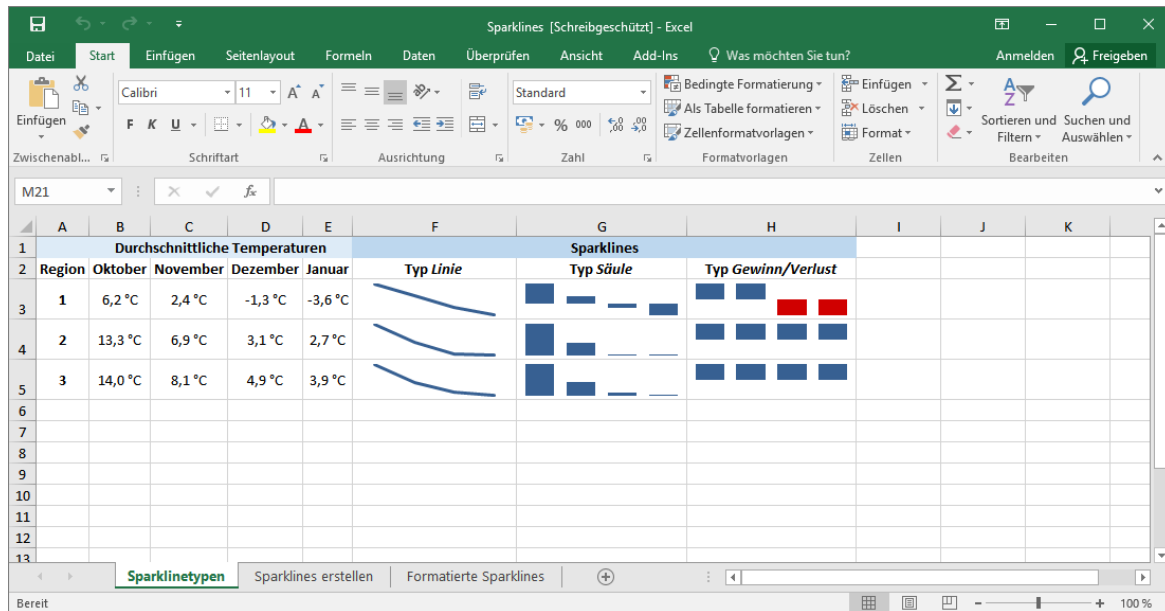 Sparklines [Schreibgeschützt] - Excel
Datei Start Einfügen Seitenlayout Formeln Daten Überprüfen Ansicht Add-Ins Was möchten Sie tun? Anmelden Freigeben
Einfügen
Calibri 11
F K U
Standard
% 000
Bedingte Formatierung
Als Tabelle formatieren
Zellenformatvorlagen
Einfügen
Löschen
Format
Sortieren und Filtern
Suchen und Auswählen
Zwischenabl... Schriftart Ausrichtung Zahl Formatvorlagen Zellen Bearbeiten
M21 fx
A B C D E F G H I J K
1 Durchschnittliche Temperaturen Sparklines
2 Region Oktober November Dezember Januar Typ Linie Typ Säule Typ Gewinn/Verlust
3 1 6,2 °C 2,4 °C -1,3 °C -3,6 °C
4 2 13,3 °C 6,9 °C 3,1 °C 2,7 °C
5 3 14,0 °C 8,1 °C 4,9 °C 3,9 °C
6
7
8
9
10
11
12
13
Sparklinetypen Sparklines erstellen Formatierte Sparklines
Bereit 100 %